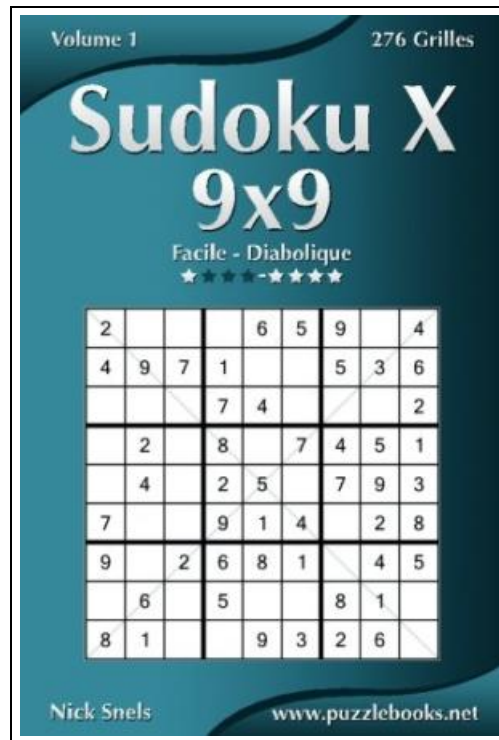 Volume 1 276 Grilles
Sudoku X
9x9
Facile - Diabolique
2 6 5 9 4
4 9 7 1 5 3 6
7 4 2
2 8 7 4 5 1
4 2 5 7 9 3
7 9 1 4 2 8
9 2 6 8 1 4 5
6 5 8 1
8 1 9 3 2 6
Nick Snels www.puzzlebooks.net